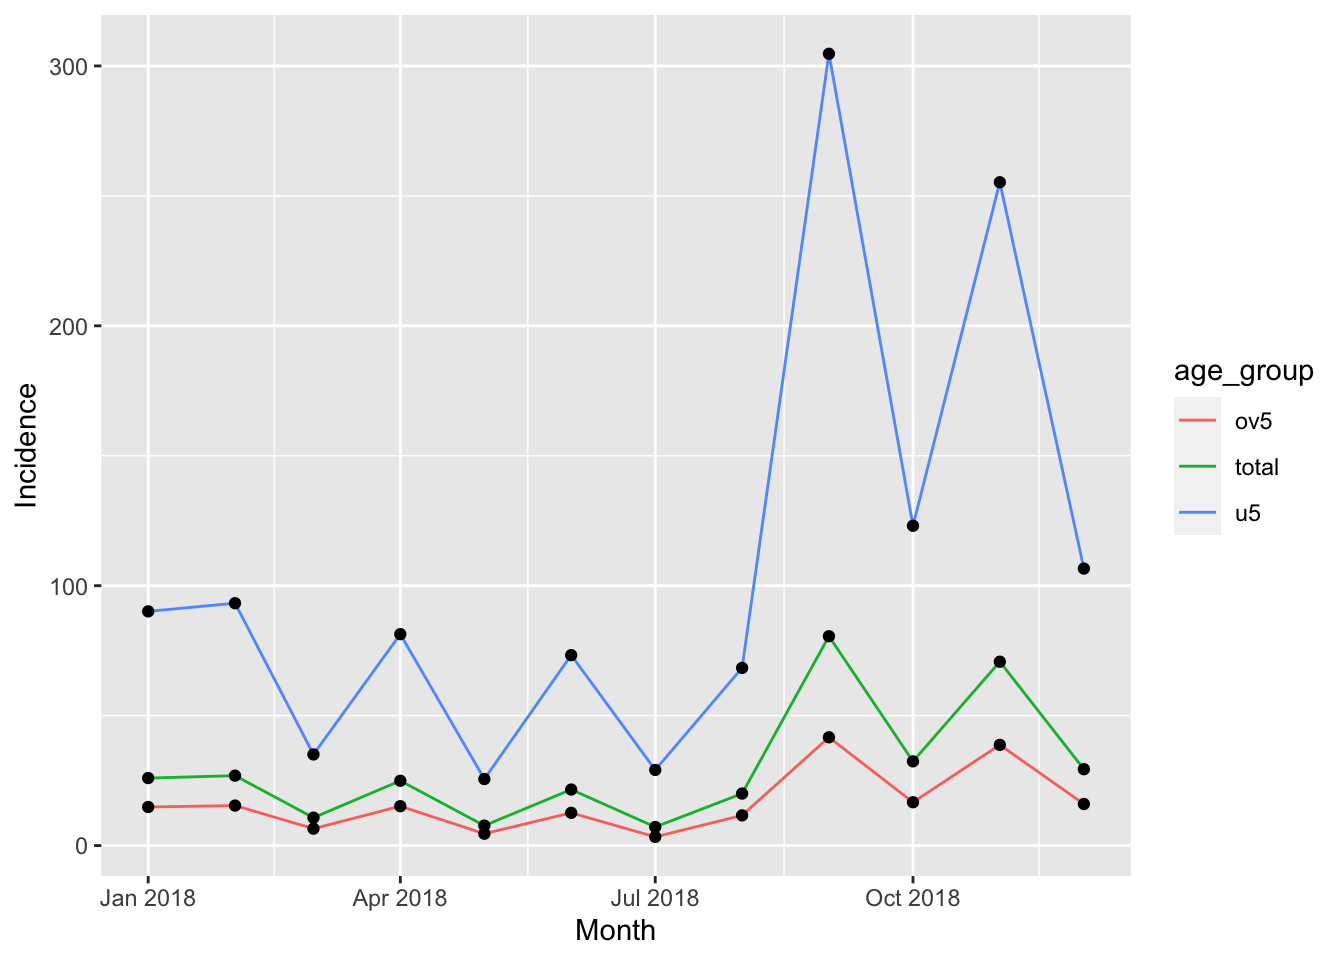 300
200
100
0
Incidence
Jan 2018
Apr 2018
Jul 2018
Oct 2018
Month
age_group
ov5
total
u5